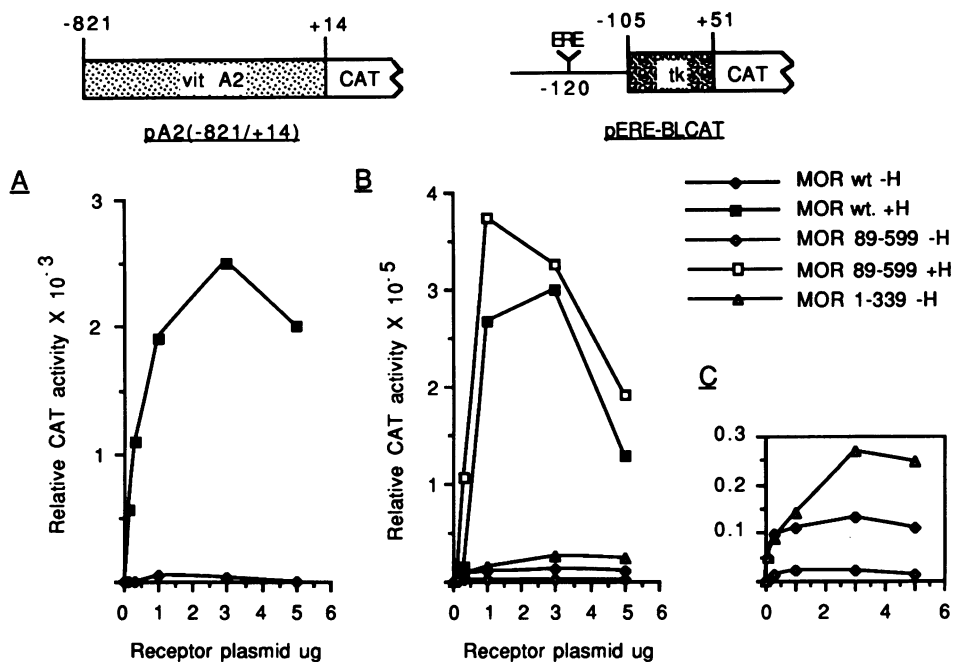 -821
+14
vit A2
CAT
pA2(-821/+14)
-105
+51
ERE
-120
tk
CAT
pERE-BLCAT
A
3
2
1
Relative CAT activity X 10⁻³
0 1 2 3 4 5 6
Receptor plasmid ug
B
4
3
2
1
Relative CAT activity X 10⁻⁵
0 1 2 3 4 5 6
Receptor plasmid ug
MOR wt -H
MOR wt. +H
MOR 89-599 -H
MOR 89-599 +H
MOR 1-339 -H
C
0.3
0.2
0.1
0 2 4 6